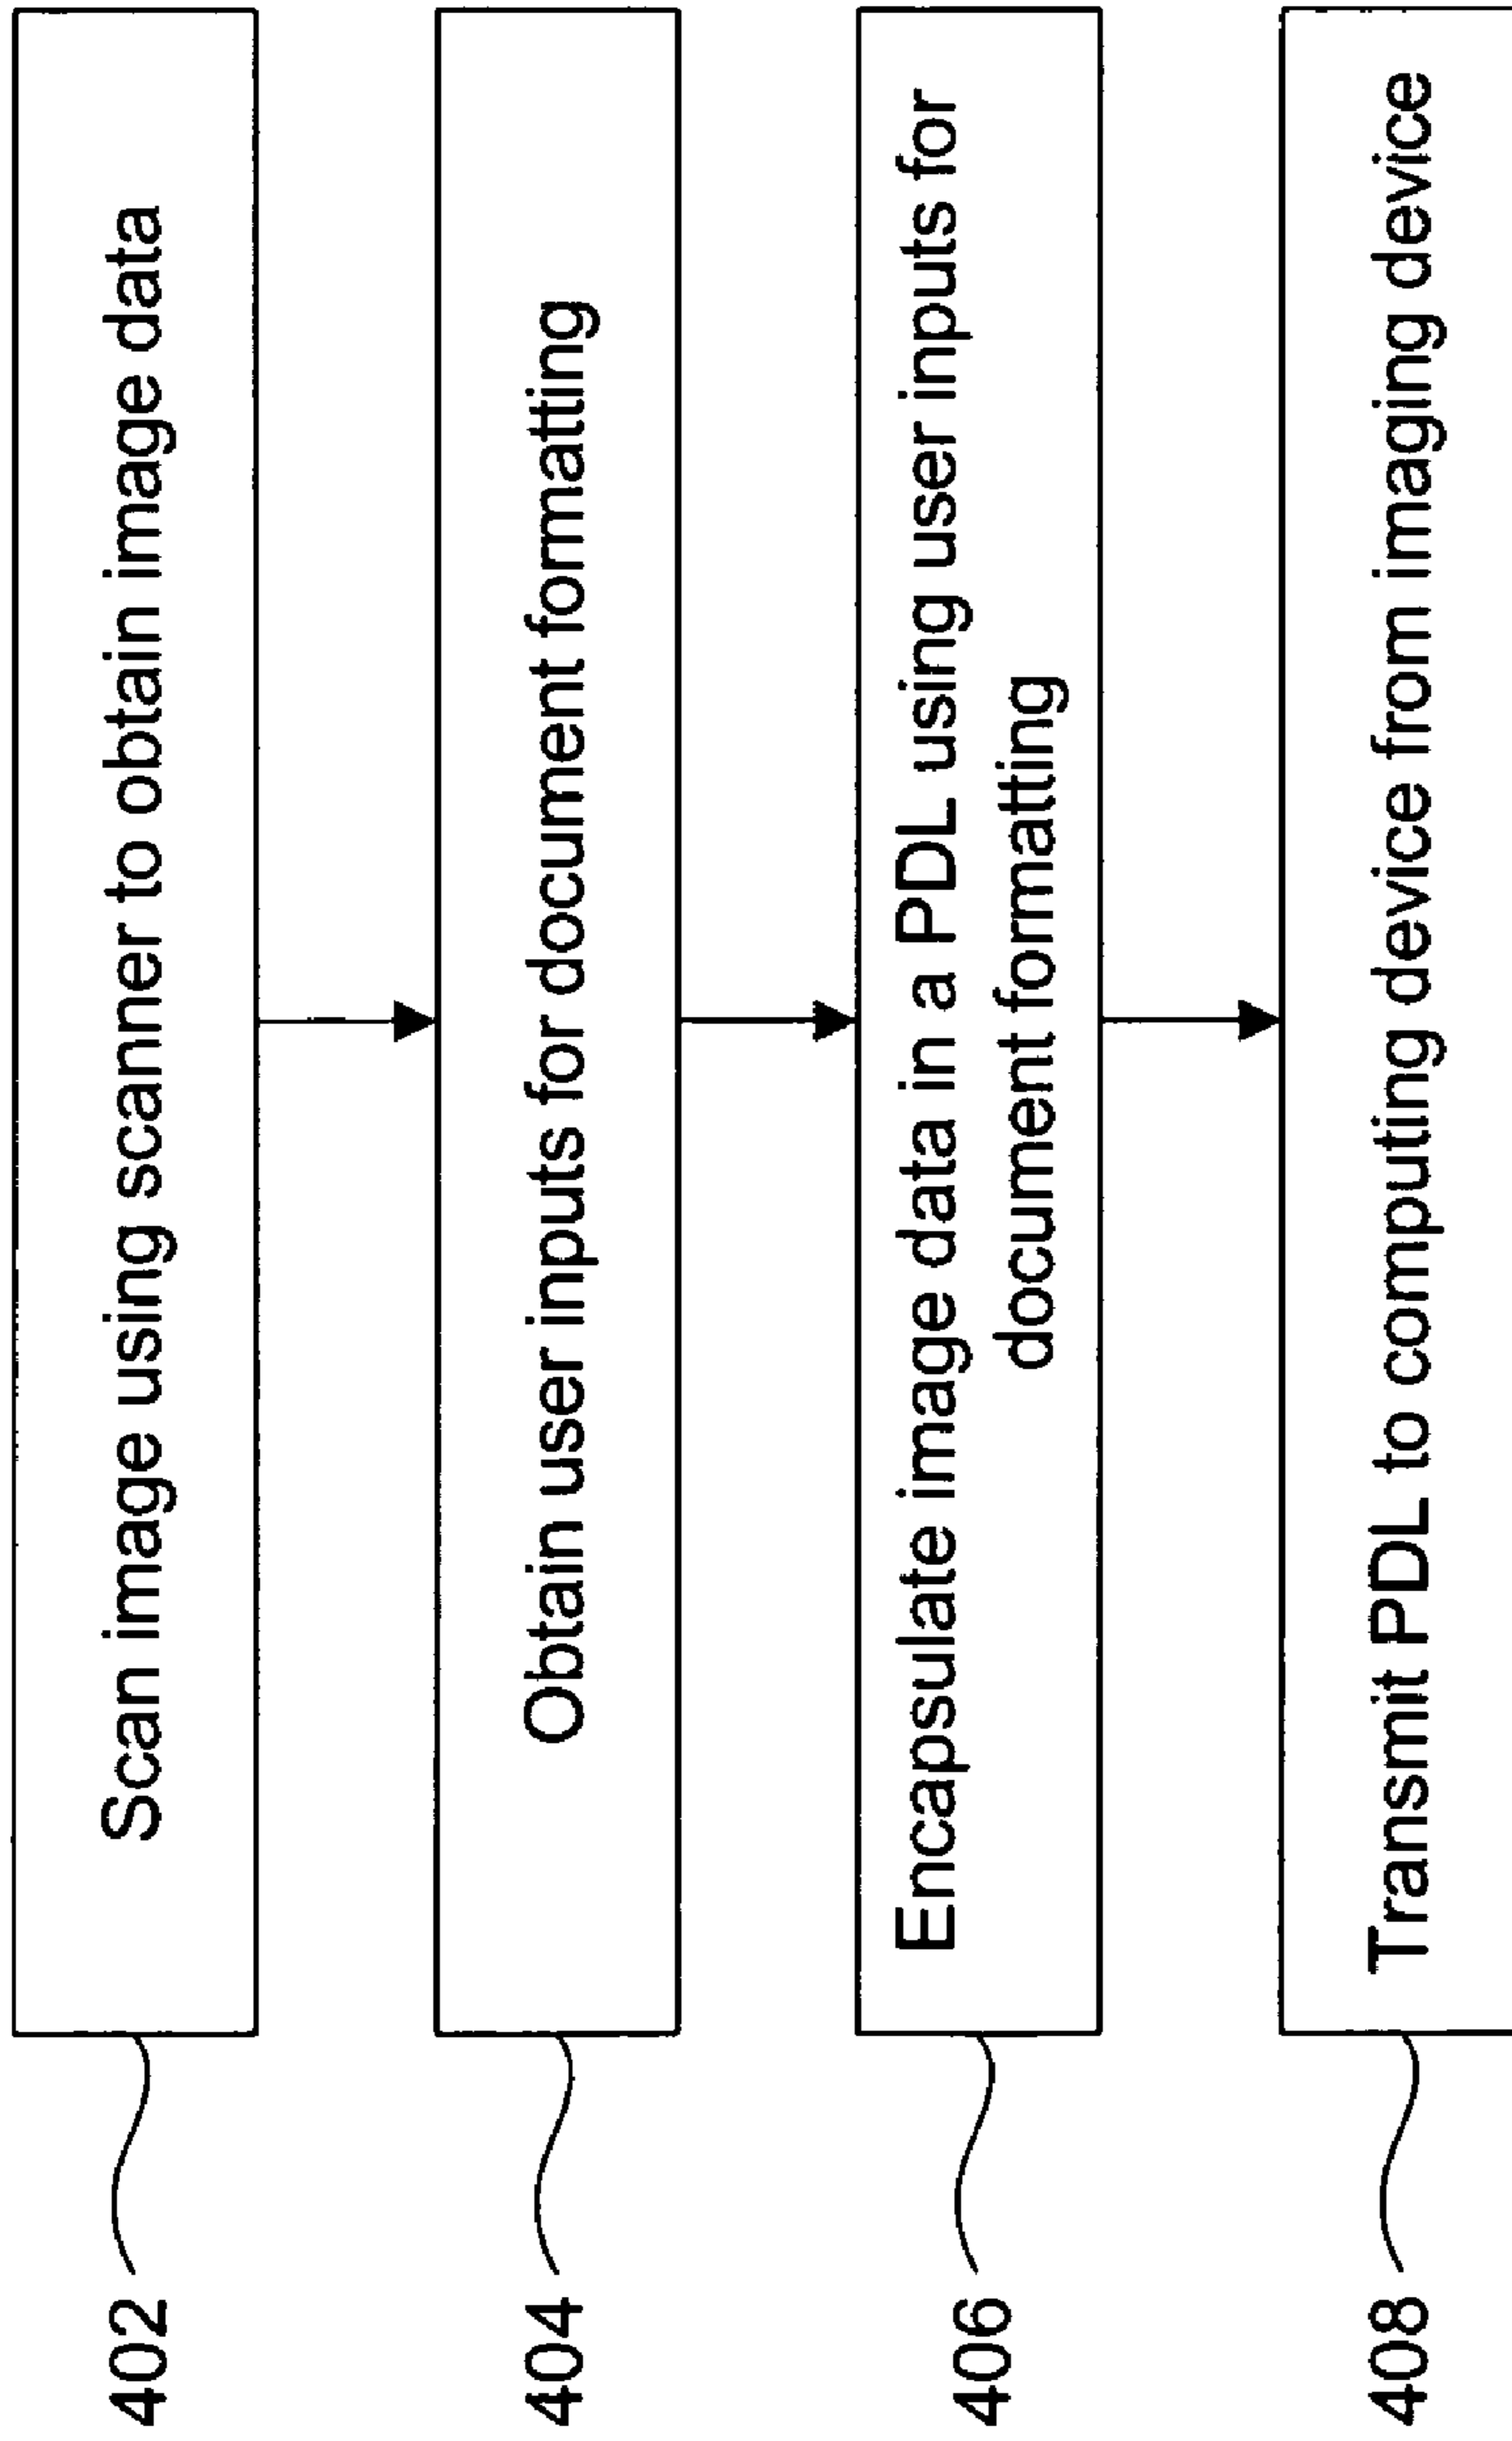 402
Scan image using scanner to obtain image data
404
Obtain user inputs for document formatting
406
Encapsulate image data in a PDL using user inputs for
document formatting
408
Transmit PDL to computing device from imaging device